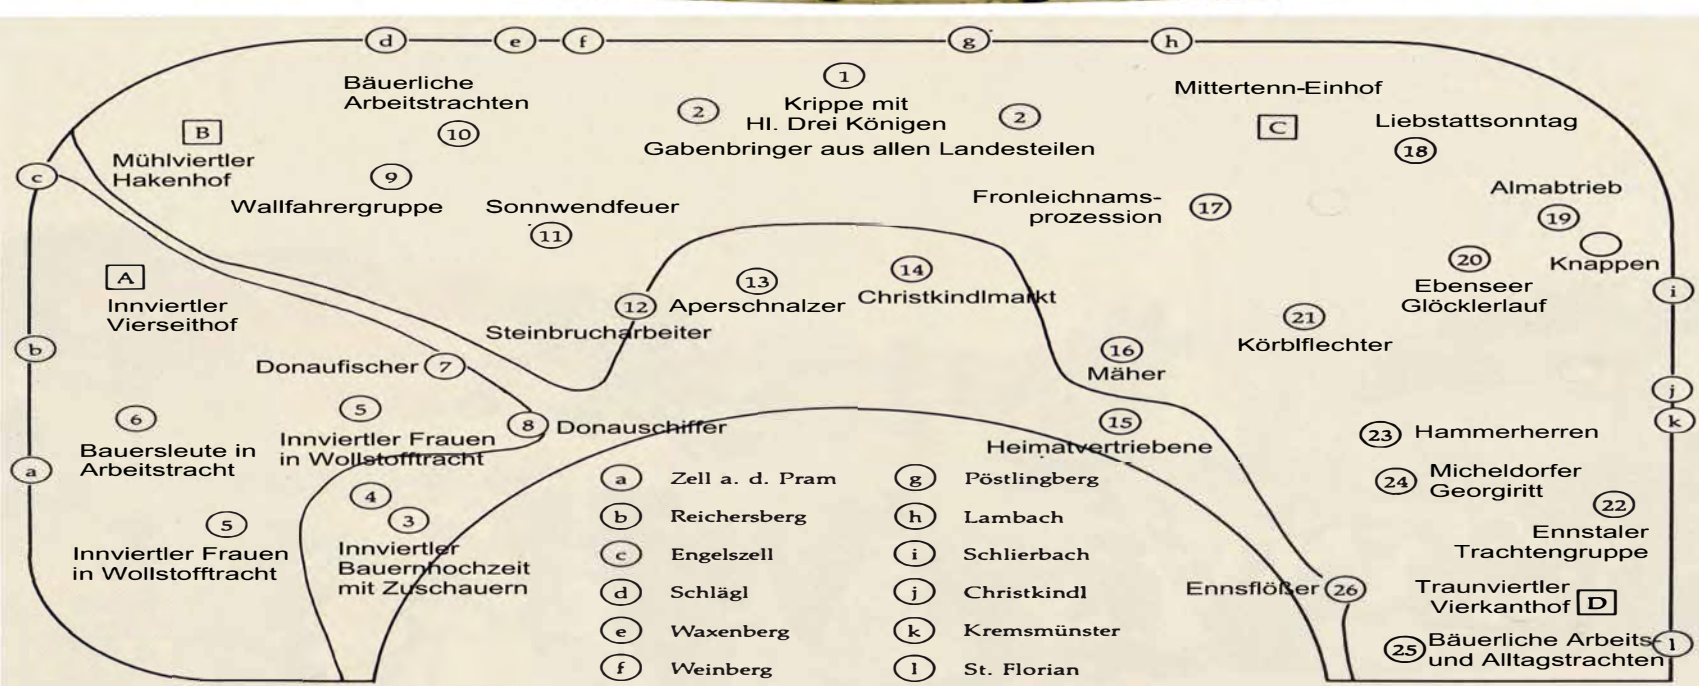 d
e
f
g
h
Bäuerliche
Arbeitstrachten
10
1
Krippe mit
Hl. Drei Königen
2
2
Gabenbringer aus allen Landesteilen
Mittertenn-Einhof
C
Liebstattsonntag
18
B
Mühlviertler
Hakenhof
c
9
Wallfahrergruppe
Sonnwendfeuer
11
Fronleichnams-
prozession
17
Almabtrieb
19
Knappen
20
Ebenseer
Glöcklerlauf
i
A
Innviertler
Vierseithof
12
Steinbrucharbeiter
13
Aperschnalzer
14
Christkindlmarkt
21
Körblflechter
b
Donaufischer
7
16
Mäher
j
k
6
Bauersleute in
Arbeitstracht
5
Innviertler Frauen
in Wollstofftracht
8
Donauschiffer
15
Heimatvertriebene
23
Hammerherren
24
Micheldorfer
Georgiritt
22
Ennstaler
Trachtengruppe
a
5
Innviertler Frauen
in Wollstofftracht
4
3
Innviertler
Bauernhochzeit
mit Zuschauern
a Zell a. d. Pram
b Reichersberg
c Engelszell
d Schlägl
e Waxenberg
f Weinberg
g Pöstlingberg
h Lambach
i Schlierbach
j Christkindl
k Kremsmünster
l St. Florian
Ennsflößer
26
Traunviertler
Vierkanthof
D
25
Bäuerliche Arbeits-
und Alltagstrachten
l